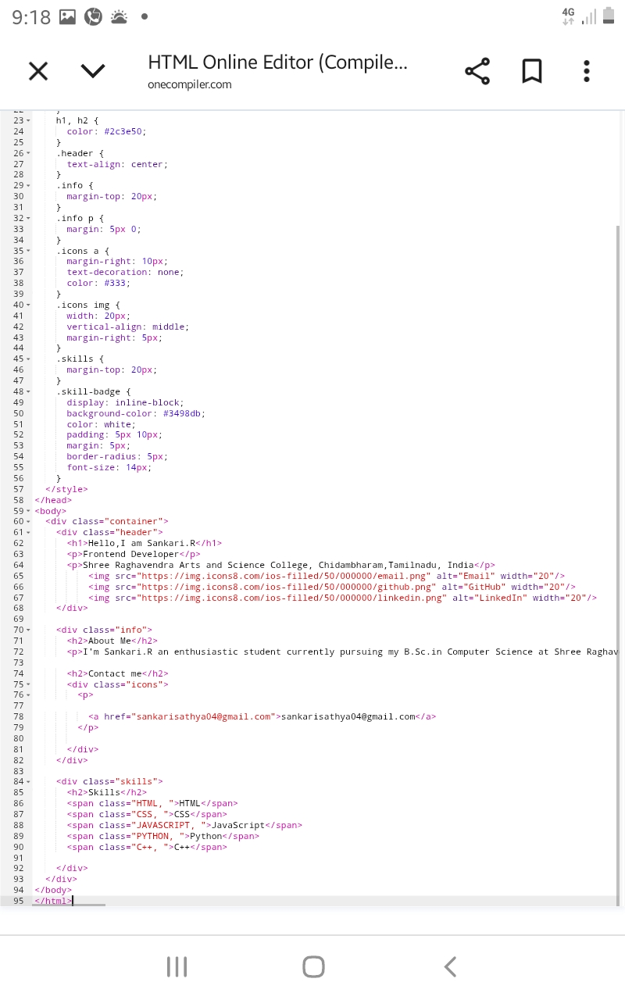 9:18
4G
HTML Online Editor (Compile...
onecompiler.com
23 h1, h2 {
24 color: #2c3e50;
25 }
26 .header {
27 text-align: center;
28 }
29 .info {
30 margin-top: 20px;
31 }
32 .info p {
33 margin: 5px 0;
34 }
35 .icons a {
36 margin-right: 10px;
37 text-decoration: none;
38 color: #333;
39 }
40 .icons img {
41 width: 20px;
42 vertical-align: middle;
43 margin-right: 5px;
44 }
45 .skills {
46 margin-top: 20px;
47 }
48 .skill-badge {
49 display: inline-block;
50 background-color: #3498db;
51 color: white;
52 padding: 5px 10px;
53 margin: 5px;
54 border-radius: 5px;
55 font-size: 14px;
56 }
57 </style>
58 </head>
59 <body>
60 <div class="container">
61 <div class="header">
62 <h1>Hello,I am Sankari.R</h1>
63 <p>Frontend Developer</p>
64 <p>Shree Raghavendra Arts and Science College, Chidambharam,Tamilnadu, India</p>
65 <img src="https://img.icons8.com/ios-filled/50/000000/email.png" alt="Email" width="20"/>
66 <img src="https://img.icons8.com/ios-filled/50/000000/github.png" alt="GitHub" width="20"/>
67 <img src="https://img.icons8.com/ios-filled/50/000000/linkedin.png" alt="LinkedIn" width="20"/>
68 </div>
69
70 <div class="info">
71 <h2>About Me</h2>
72 <p>I'm Sankari.R an enthusiastic student currently pursuing my B.Sc.in Computer Science at Shree Raghav
73
74 <h2>Contact me</h2>
75 <div class="icons">
76 <p>
77
78 <a href="sankarisathya04@gmail.com">sankarisathya04@gmail.com</a>
79 </p>
80
81 </div>
82 </div>
83
84 <div class="skills">
85 <h2>Skills</h2>
86 <span class="HTML, ">HTML</span>
87 <span class="CSS, ">CSS</span>
88 <span class="JAVASCRIPT, ">JavaScript</span>
89 <span class="PYTHON, ">Python</span>
90 <span class="C++, ">C++</span>
91
92 </div>
93 </div>
94 </body>
95 </html>